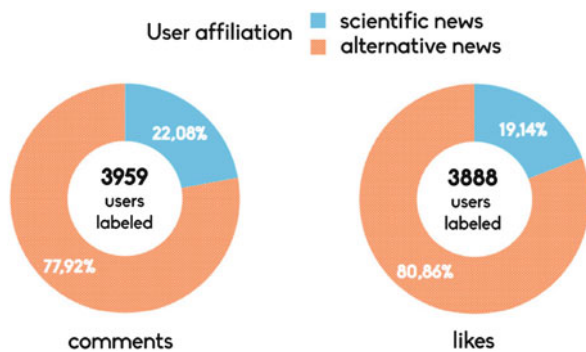 User affiliation
scientific news
alternative news
22,08%
3959
users
labeled
77,92%
comments
19,14%
3888
users
labeled
80,86%
likes